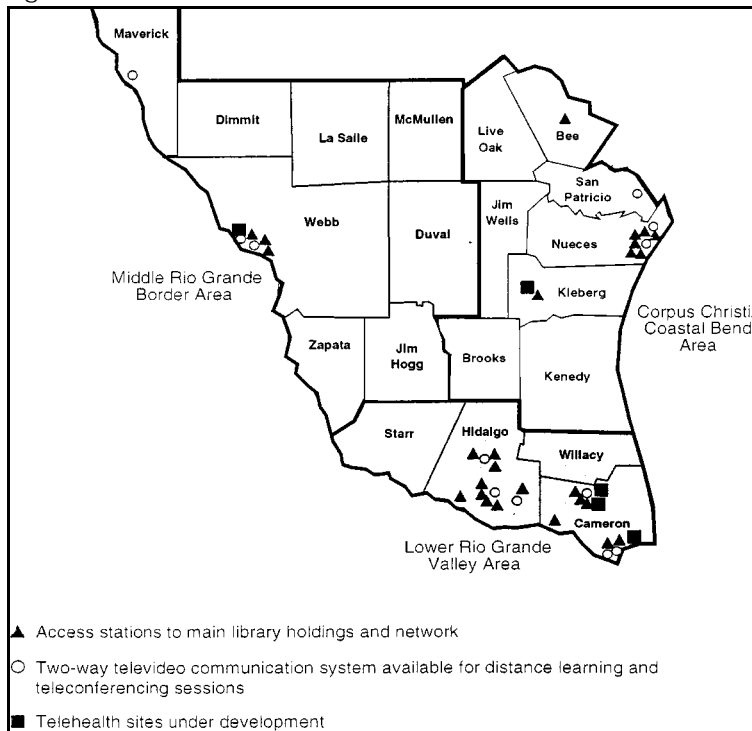 Maverick
Dimmit
La Salle
McMullen
Live
Oak
Bee
San
Patricio
Jim
Wells
Webb
Duval
Nueces
Middle Rio Grande
Border Area
Kleberg
Corpus Christi
Coastal Bend
Area
Zapata
Jim
Hogg
Brooks
Kenedy
Starr
Hidalgo
Willacy
Cameron
Lower Rio Grande
Valley Area
Access stations to main library holdings and network
Two-way televideo communication system available for distance learning and
teleconferencing sessions
Telehealth sites under development